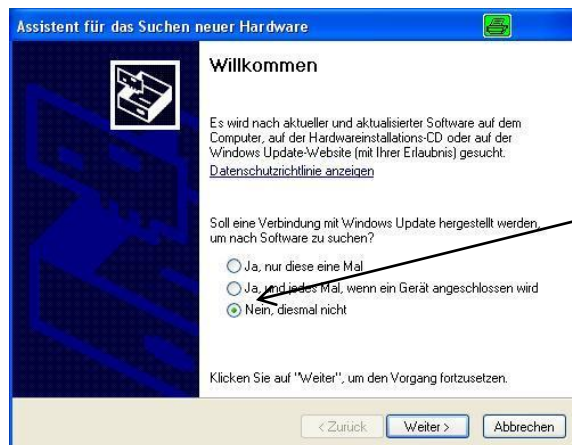 Assistent für das Suchen neuer Hardware
Willkommen
Es wird nach aktueller und aktualisierter Software auf dem
Computer, auf der Hardwareinstallations-CD oder auf der
Windows Update-Website (mit Ihrer Erlaubnis) gesucht.
Datenschutzrichtlinie anzeigen
Soll eine Verbindung mit Windows Update hergestellt werden,
um nach Software zu suchen?
Ja, nur diese eine Mal
Ja, und jedes Mal, wenn ein Gerät angeschlossen wird
Nein, diesmal nicht
Klicken Sie auf "Weiter", um den Vorgang fortzusetzen.
< Zurück Weiter > Abbrechen